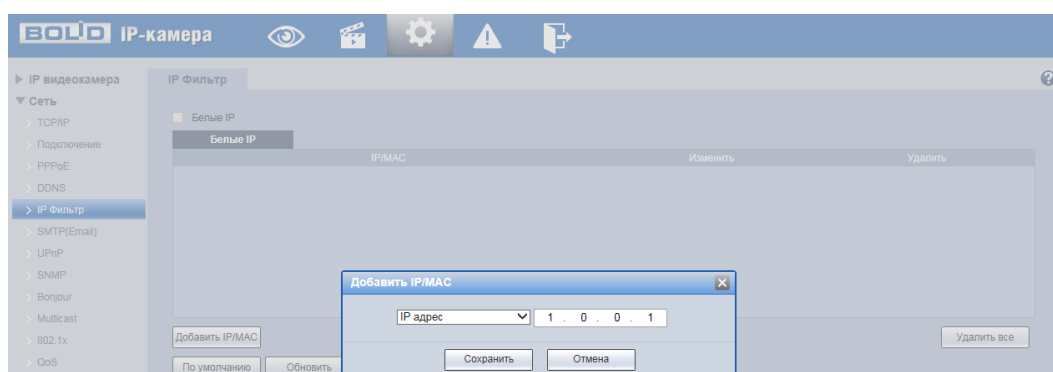 BOLID IP-камера
IP видеокамера
IP Фильтр
Сеть
TCP/IP
Белые IP
Подключение
Белые IP
PPPoE
IP/MAC Изменить Удалить
DDNS
IP Фильтр
SMTP(Email)
UPnP
SNMP
Добавить IP/MAC
Bonjour
Multicast
IP адрес 1 . 0 . 0 . 1
802.1x
Добавить IP/MAC Удалить все
QoS
Сохранить Отмена
По умолчанию Обновить